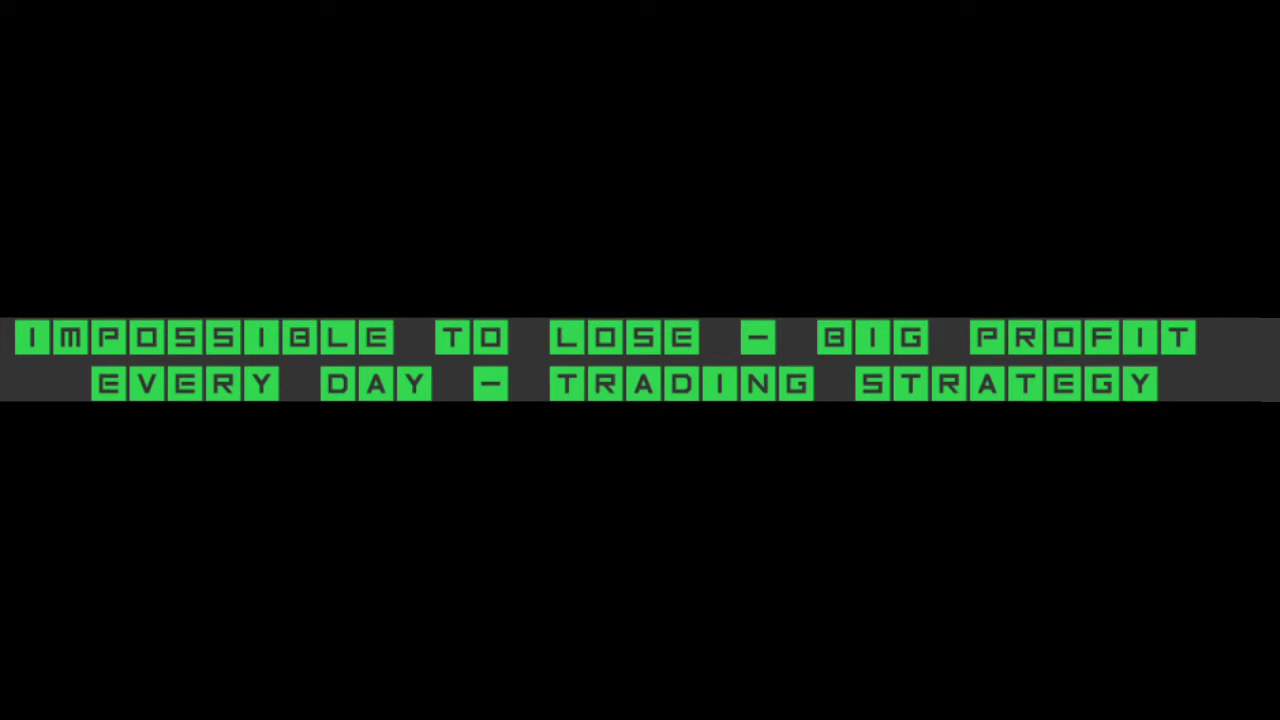 IMPOSSIBLE TO LOSE - BIG PROFIT
EVERY DAY - TRADING STRATEGY